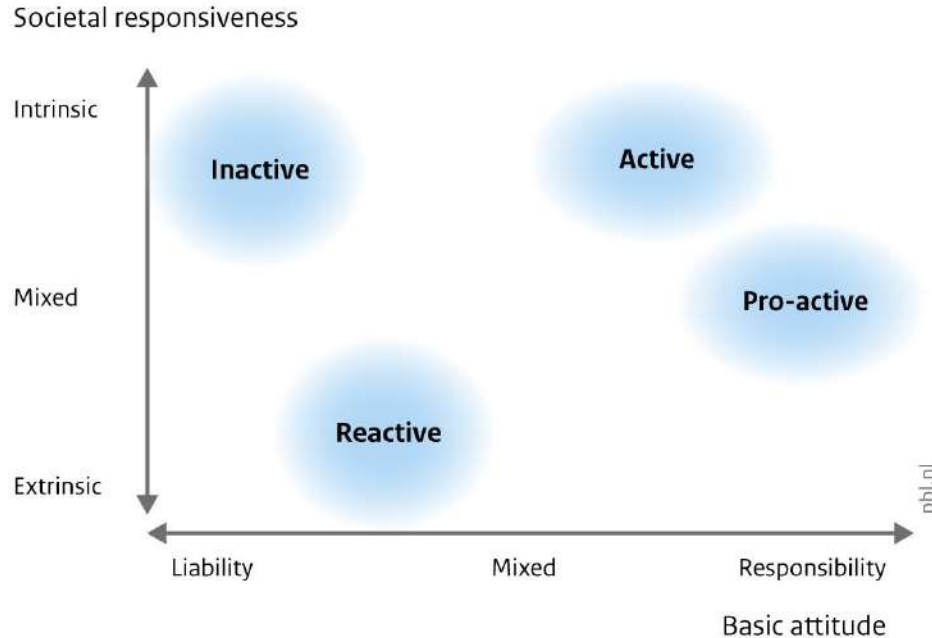 Societal responsiveness
Intrinsic
Inactive
Active
Mixed
Pro-active
Reactive
Extrinsic
pbl.nl
Liability Mixed Responsibility
Basic attitude